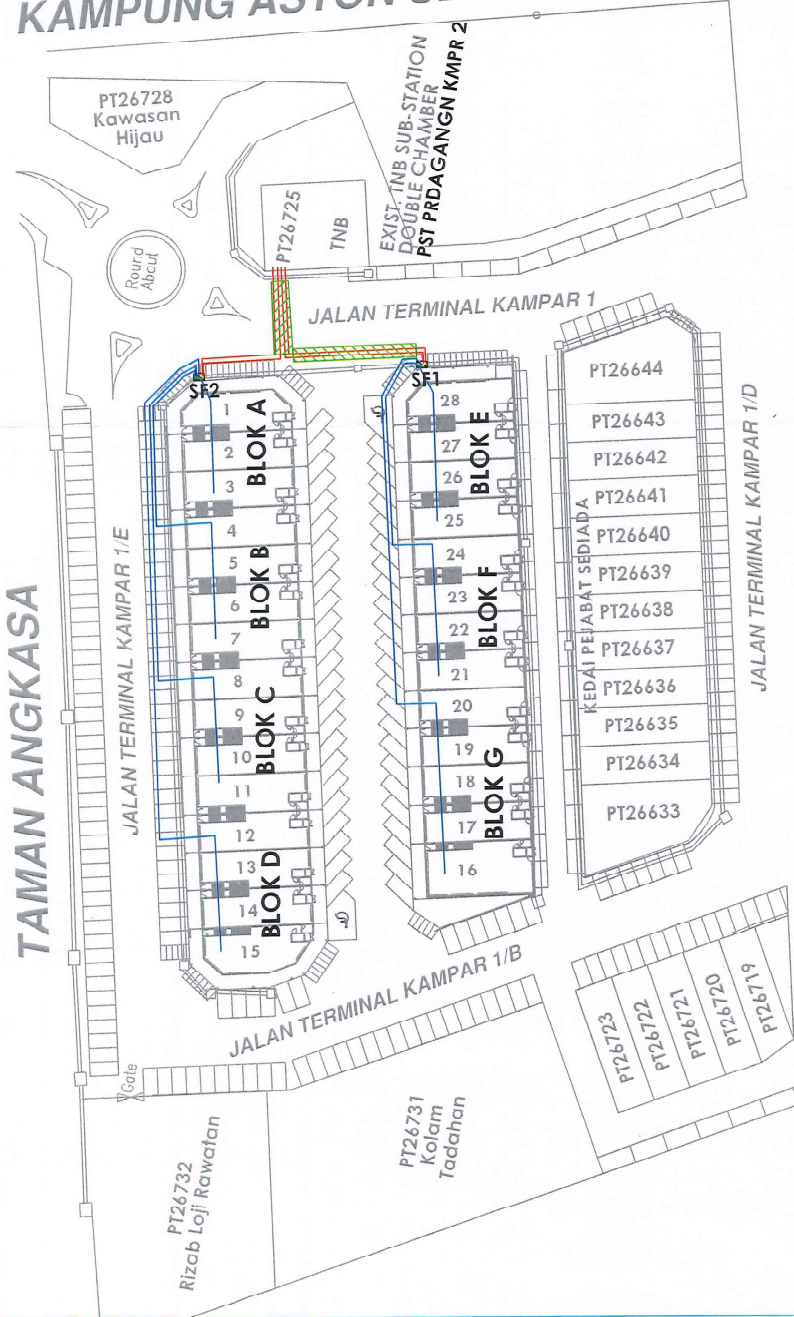 KAMPUNG ASTON
PT26728
Kawasan
Hijau
Round
About
PT26725
TNB
EXIST. TNB SUB-STATION
DOUBLE CHAMBER
PST PRDAGANGN KMPR 2
JALAN TERMINAL KAMPAR 1
SF2
SF1
TAMAN ANGKASA
JALAN TERMINAL KAMPAR 1/E
1
2
3
4
5
6
7
8
9
10
11
12
13
14
15
BLOK A
BLOK B
BLOK C
BLOK D
28
27
26
25
24
23
22
21
20
19
18
17
16
BLOK E
BLOK F
BLOK G
KEDAI PEJABAT SEDIADA
PT26644
PT26643
PT26642
PT26641
PT26640
PT26639
PT26638
PT26637
PT26636
PT26635
PT26634
PT26633
JALAN TERMINAL KAMPAR 1/D
JALAN TERMINAL KAMPAR 1/B
Gate
PT26732
Rizab Loji Rawatan
PT26731
Kolam
Tadahan
PT26723
PT26722
PT26721
PT26720
PT26719